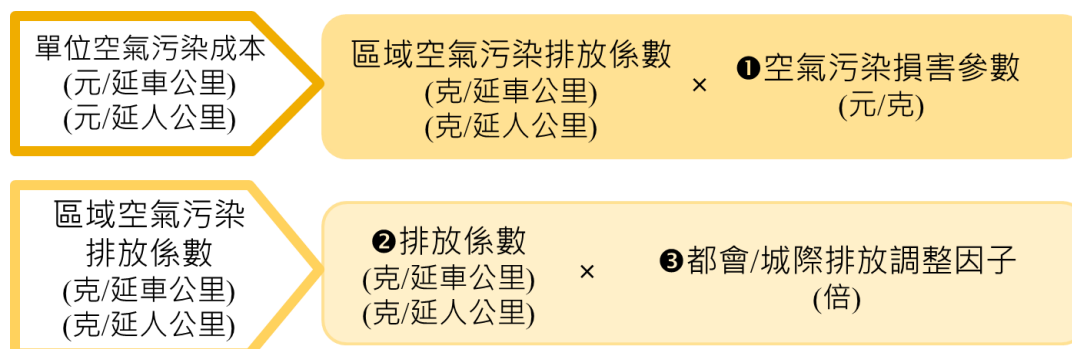 單位空氣污染成本
(元/延車公里)
(元/延人公里)
區域空氣污染排放係數
(克/延車公里)
(克/延人公里)
×
❶空氣污染損害參數
(元/克)
區域空氣污染
排放係數
(克/延車公里)
(克/延人公里)
❷排放係數
(克/延車公里)
(克/延人公里)
×
❸都會/城際排放調整因子
(倍)